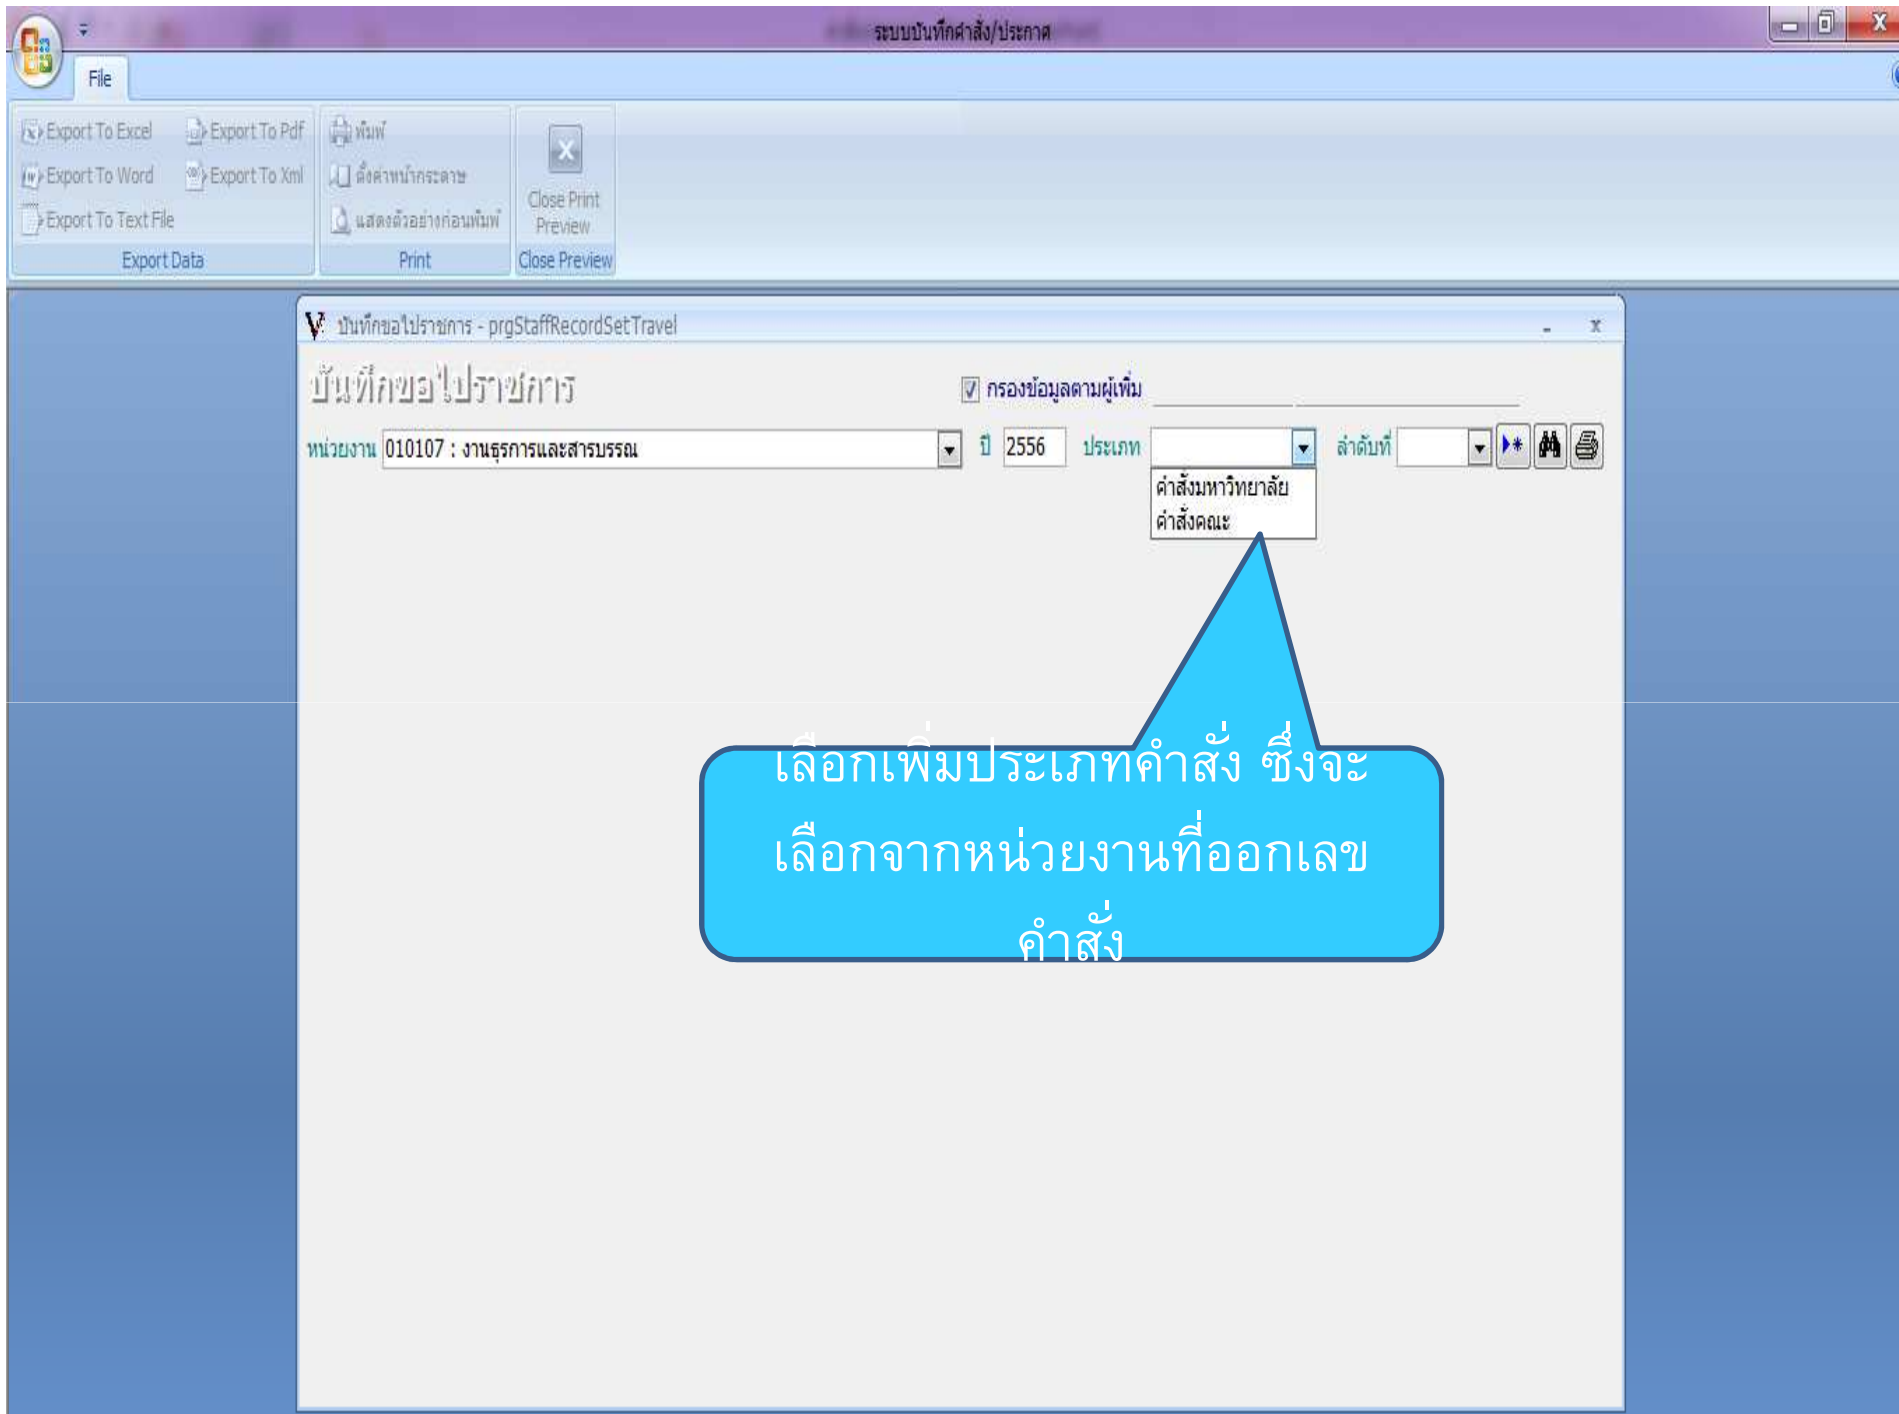 ระบบบันทึกคำสั่ง/ประกาศ
File
Export To Excel
Export To Pdf
พิมพ์
Export To Word
Export To Xml
ตั้งค่าหน้ากระดาษ
Export To Text File
แสดงตัวอย่างก่อนพิมพ์
Close Print
Preview
Export Data
Print
Close Preview
บันทึกขอไปราชการ - prgStaffRecordSetTravel
บันทึกขอไปราชการ
กรองข้อมูลตามผู้เพิ่ม
หน่วยงาน 010107 : งานธุรการและสารบรรณ ปี 2556 ประเภท ลำดับที่
คำสั่งมหาวิทยาลัย
คำสั่งคณะ
เลือกเพิ่มประเภทคำสั่ง ซึ่งจะ
เลือกจากหน่วยงานที่ออกเลข
คำสั่ง